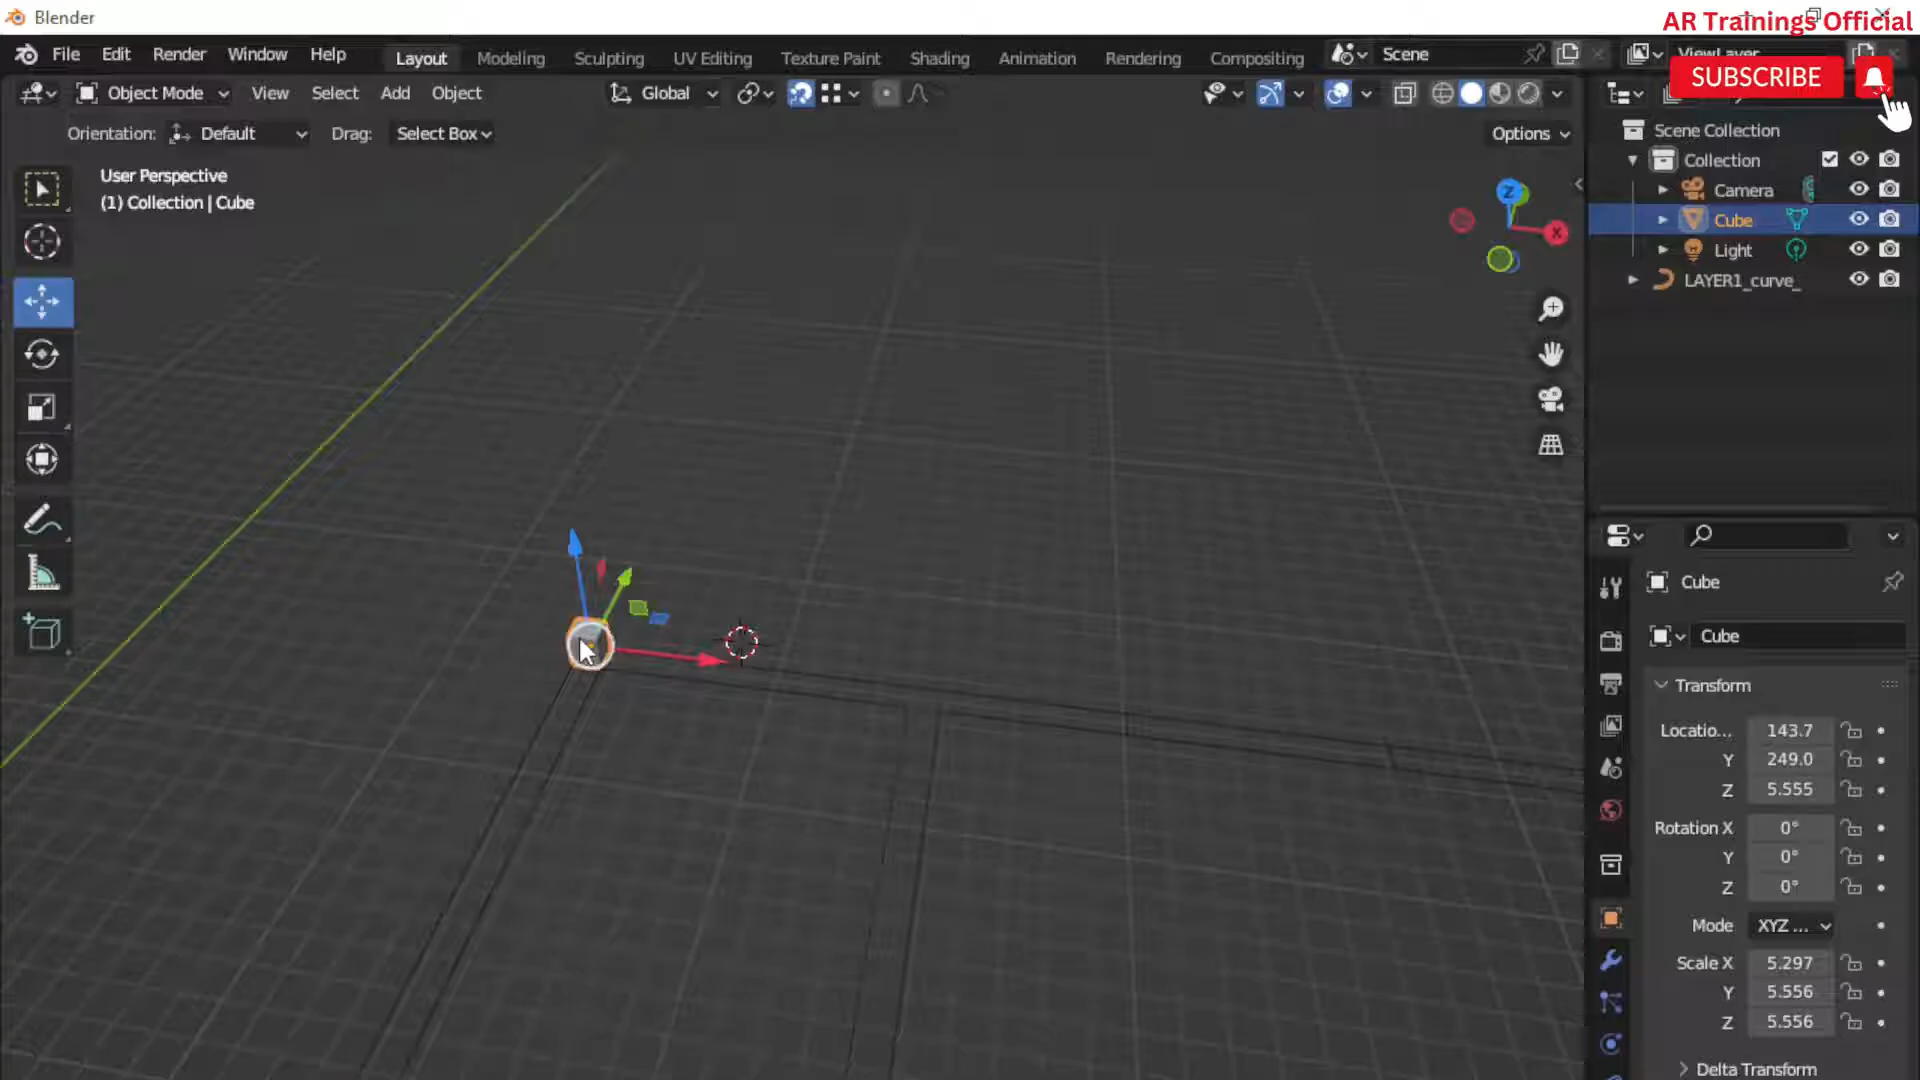 Blender
AR Trainings Official
File Edit Render Window Help Layout Modeling Sculpting UV Editing Texture Paint Shading Animation Rendering Compositing Scene ViewLayer
SUBSCRIBE
Object Mode View Select Add Object Global
Orientation: Default Drag: Select Box Options
User Perspective
(1) Collection | Cube
Z
X
Scene Collection
Collection
Camera
Cube
Light
LAYER1_curve_
Cube
Cube
Transform
Locatio... 143.7
Y 249.0
Z 5.555
Rotation X 0°
Y 0°
Z 0°
Mode XYZ ...
Scale X 5.297
Y 5.556
Z 5.556
Delta Transform